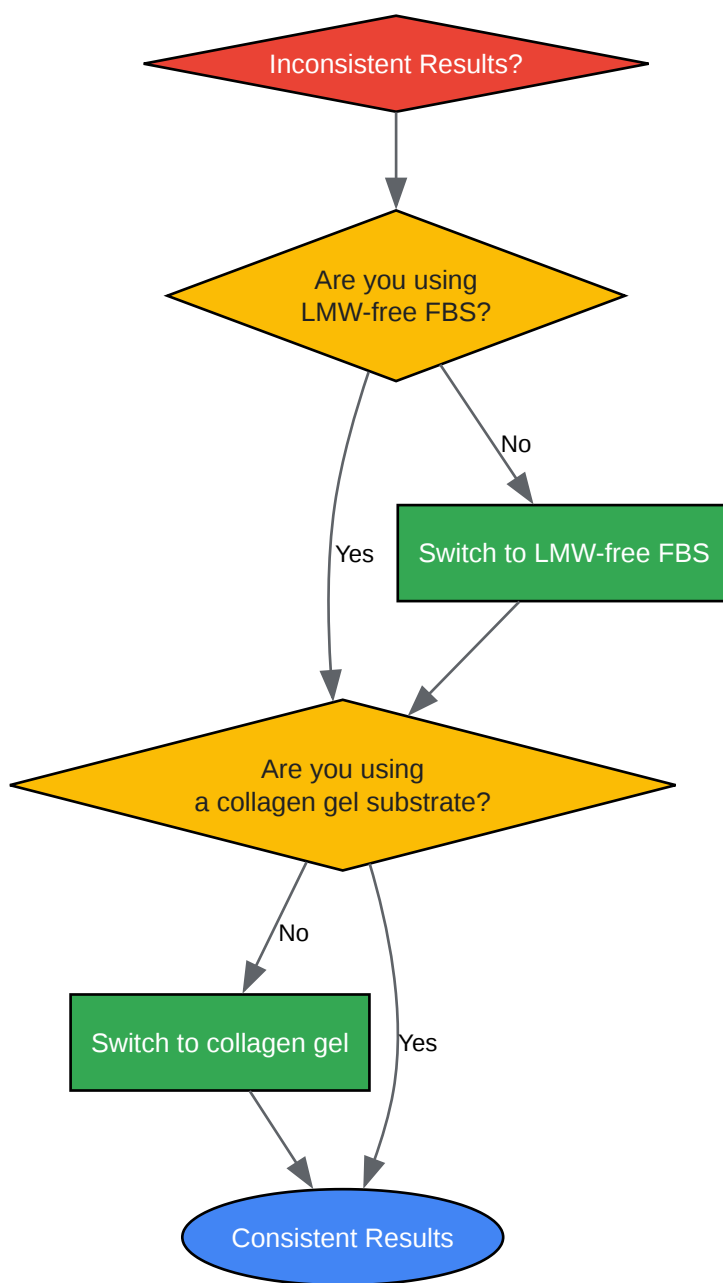 Inconsistent Results?
Are you using
LMW-free FBS?
No
Switch to LMW-free FBS
Yes
Are you using
a collagen gel substrate?
No
Switch to collagen gel
Yes
Consistent Results